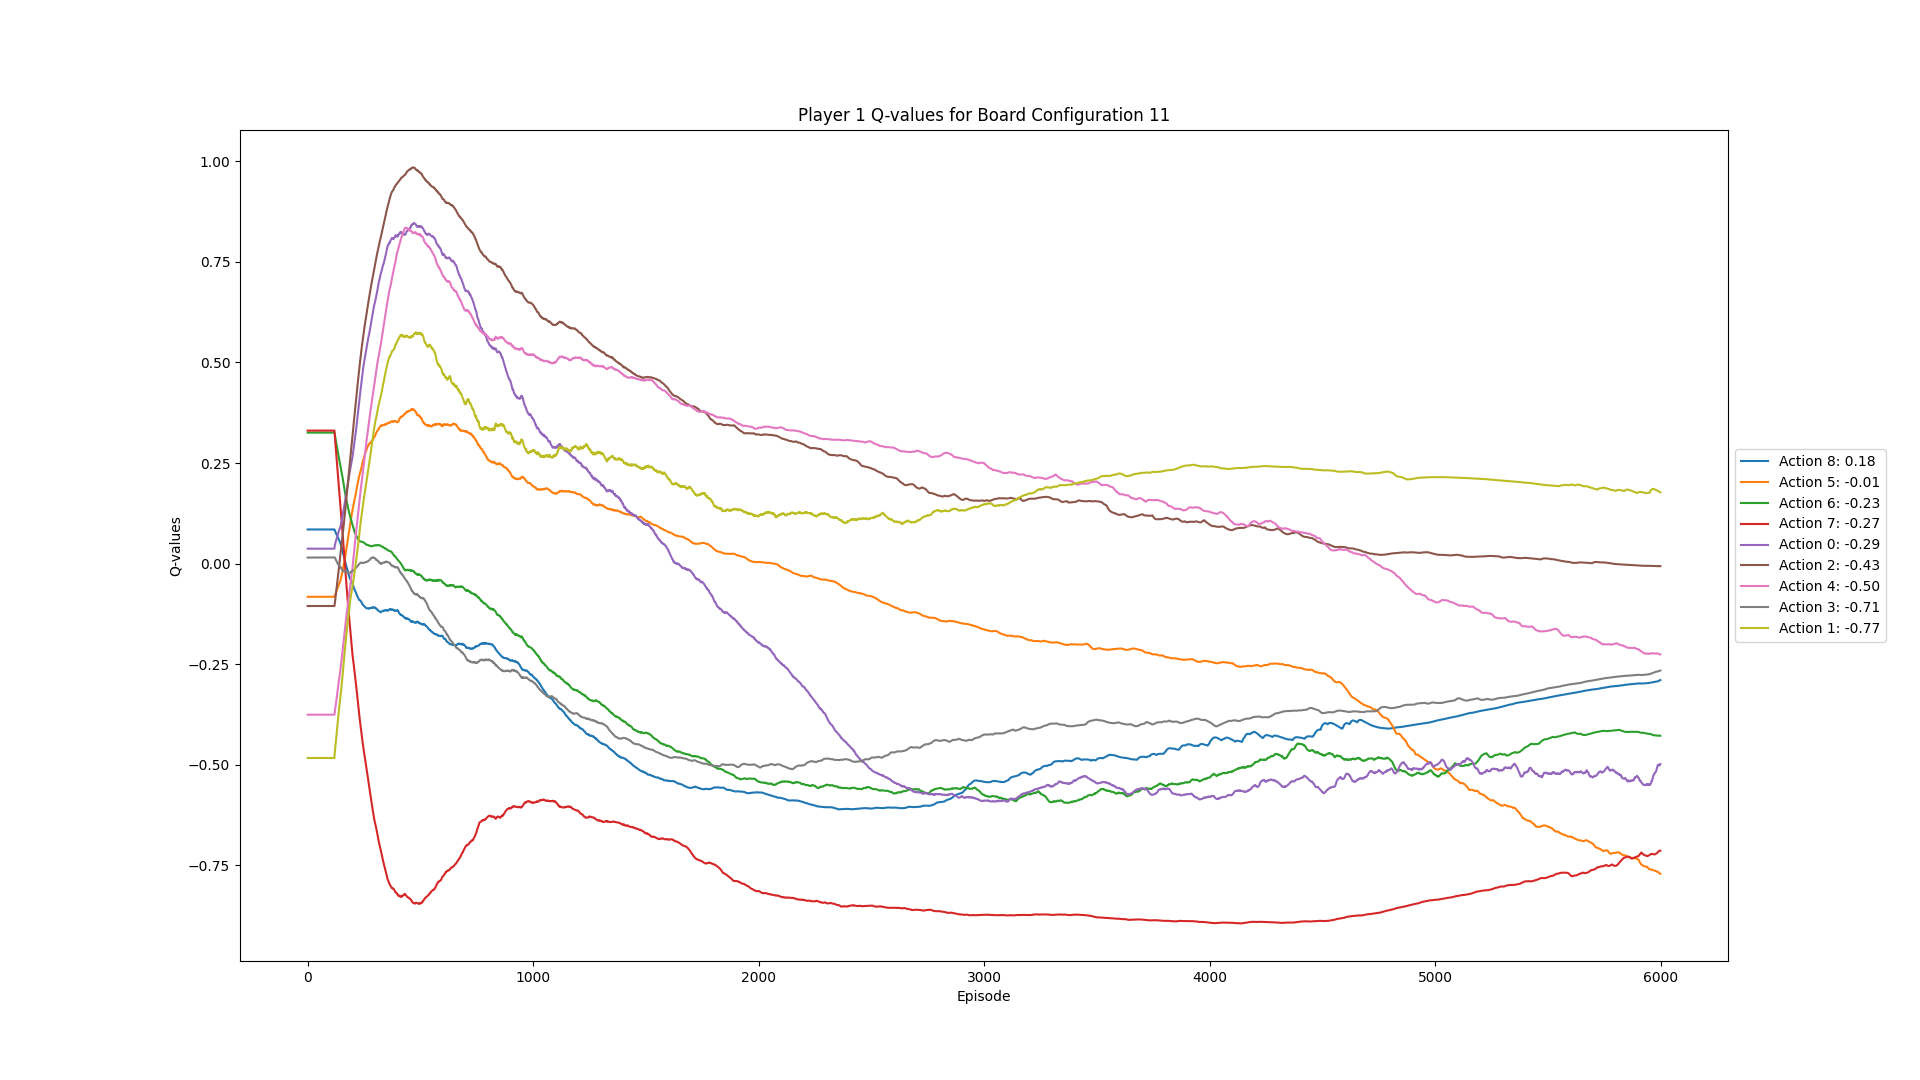 Player 1 Q-values for Board Configuration 11
1.00
0.75
0.50
0.25
0.00
−0.25
−0.50
−0.75
Q-values
0
1000
2000
3000
4000
5000
6000
Episode
Action 8: 0.18
Action 5: -0.01
Action 6: -0.23
Action 7: -0.27
Action 0: -0.29
Action 2: -0.43
Action 4: -0.50
Action 3: -0.71
Action 1: -0.77